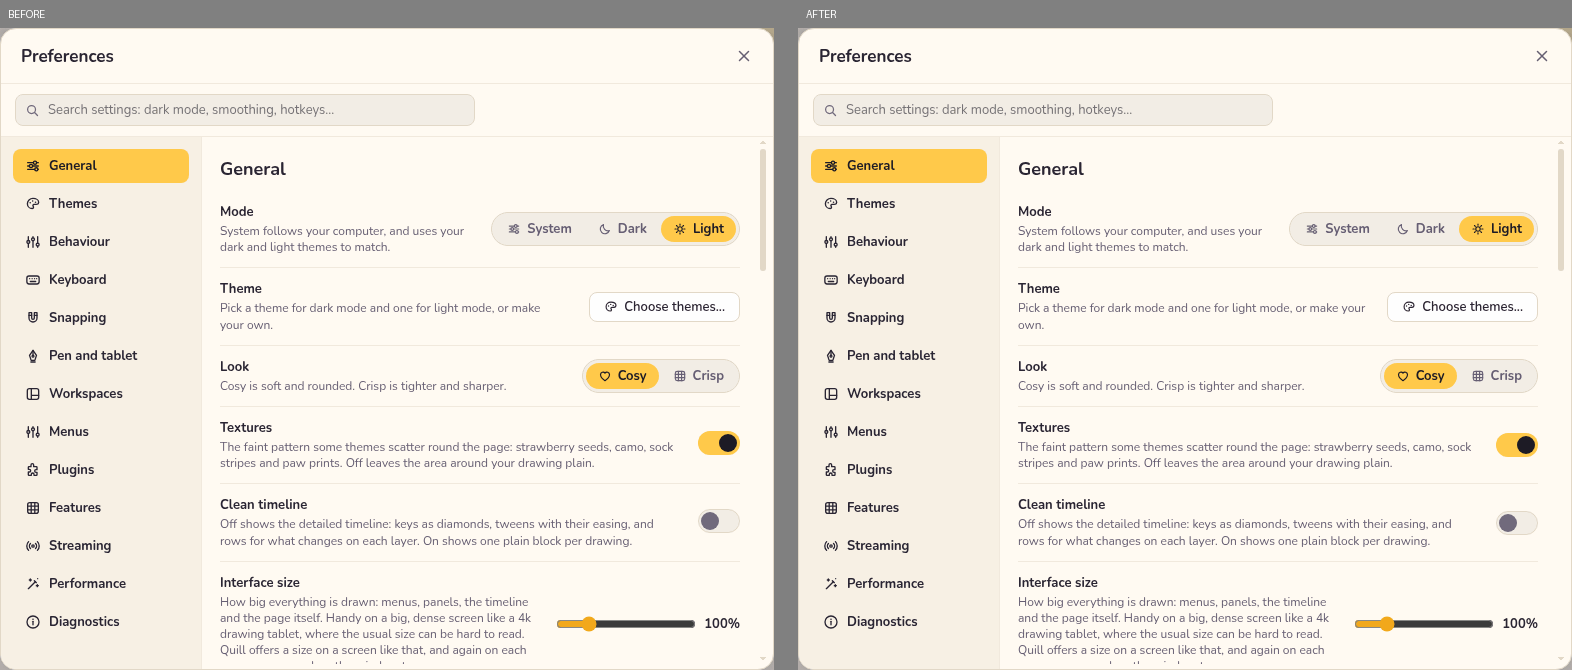 BEFORE
Preferences
Search settings: dark mode, smoothing, hotkeys...
General
Themes
Behaviour
Keyboard
Snapping
Pen and tablet
Workspaces
Menus
Plugins
Features
Streaming
Performance
Diagnostics
General
Mode
System follows your computer, and uses your
dark and light themes to match.
System
Dark
Light
Theme
Pick a theme for dark mode and one for light mode, or make
your own.
Choose themes...
Look
Cosy is soft and rounded. Crisp is tighter and sharper.
Cosy
Crisp
Textures
The faint pattern some themes scatter round the page: strawberry seeds, camo, sock
stripes and paw prints. Off leaves the area around your drawing plain.
Clean timeline
Off shows the detailed timeline: keys as diamonds, tweens with their easing, and
rows for what changes on each layer. On shows one plain block per drawing.
Interface size
How big everything is drawn: menus, panels, the timeline
and the page itself. Handy on a big, dense screen like a 4k
drawing tablet, where the usual size can be hard to read.
Quill offers a size on a screen like that, and again on each
100%
AFTER
Preferences
Search settings: dark mode, smoothing, hotkeys...
General
Themes
Behaviour
Keyboard
Snapping
Pen and tablet
Workspaces
Menus
Plugins
Features
Streaming
Performance
Diagnostics
General
Mode
System follows your computer, and uses your
dark and light themes to match.
System
Dark
Light
Theme
Pick a theme for dark mode and one for light mode, or make your
own.
Choose themes...
Look
Cosy is soft and rounded. Crisp is tighter and sharper.
Cosy
Crisp
Textures
The faint pattern some themes scatter round the page: strawberry seeds, camo, sock
stripes and paw prints. Off leaves the area around your drawing plain.
Clean timeline
Off shows the detailed timeline: keys as diamonds, tweens with their easing, and
rows for what changes on each layer. On shows one plain block per drawing.
Interface size
How big everything is drawn: menus, panels, the timeline
and the page itself. Handy on a big, dense screen like a 4k
drawing tablet, where the usual size can be hard to read.
Quill offers a size on a screen like that, and again on each
100%